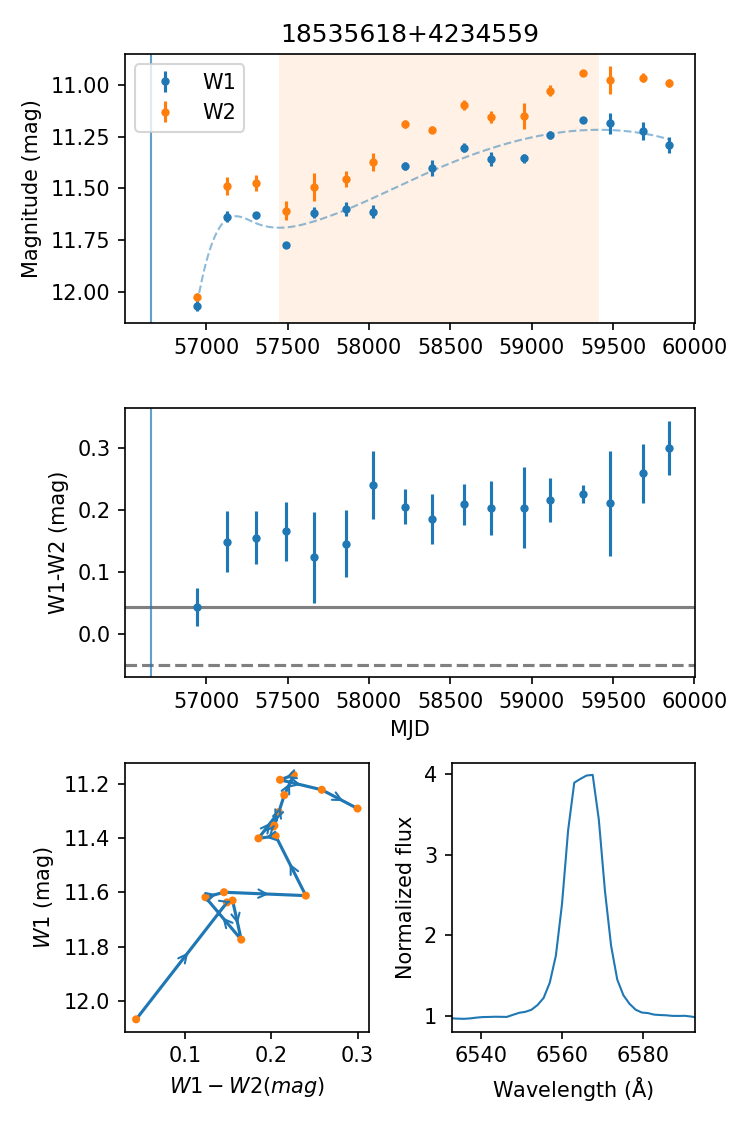 18535618+4234559
Magnitude (mag)
11.00
11.25
11.50
11.75
12.00
W1
W2
57000 57500 58000 58500 59000 59500 60000
W1-W2 (mag)
0.3
0.2
0.1
0.0
57000 57500 58000 58500 59000 59500 60000
MJD
W1 (mag)
11.2
11.4
11.6
11.8
12.0
0.1 0.2 0.3
W1 − W2(mag)
Normalized flux
4
3
2
1
6540 6560 6580
Wavelength (Å)